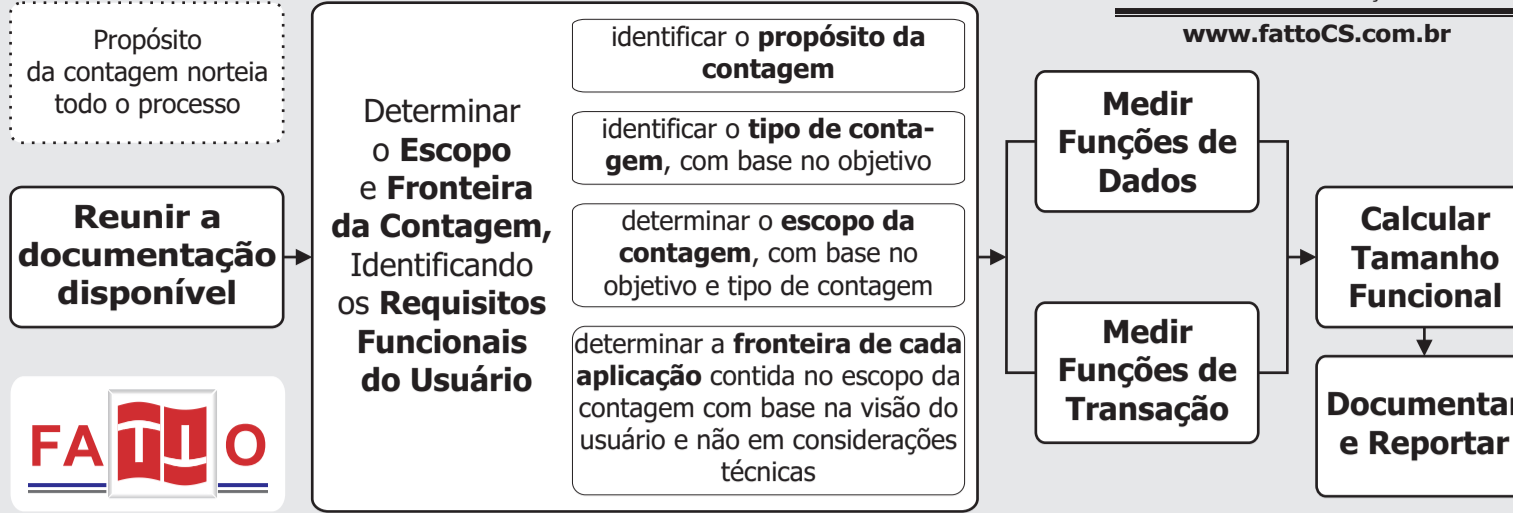 Propósito
da contagem norteia
todo o processo
Reunir a
documentação
disponível
FATTO
Determinar
o Escopo
e Fronteira
da Contagem,
Identificando
os Requisitos
Funcionais
do Usuário
identificar o propósito da
contagem
identificar o tipo de conta-
gem, com base no objetivo
determinar o escopo da
contagem, com base no
objetivo e tipo de contagem
determinar a fronteira de cada
aplicação contida no escopo da
contagem com base na visão do
usuário e não em considerações
técnicas
www.fattoCS.com.br
Medir
Funções de
Dados
Medir
Funções de
Transação
Calcular
Tamanho
Funcional
Documentar
e Reportar